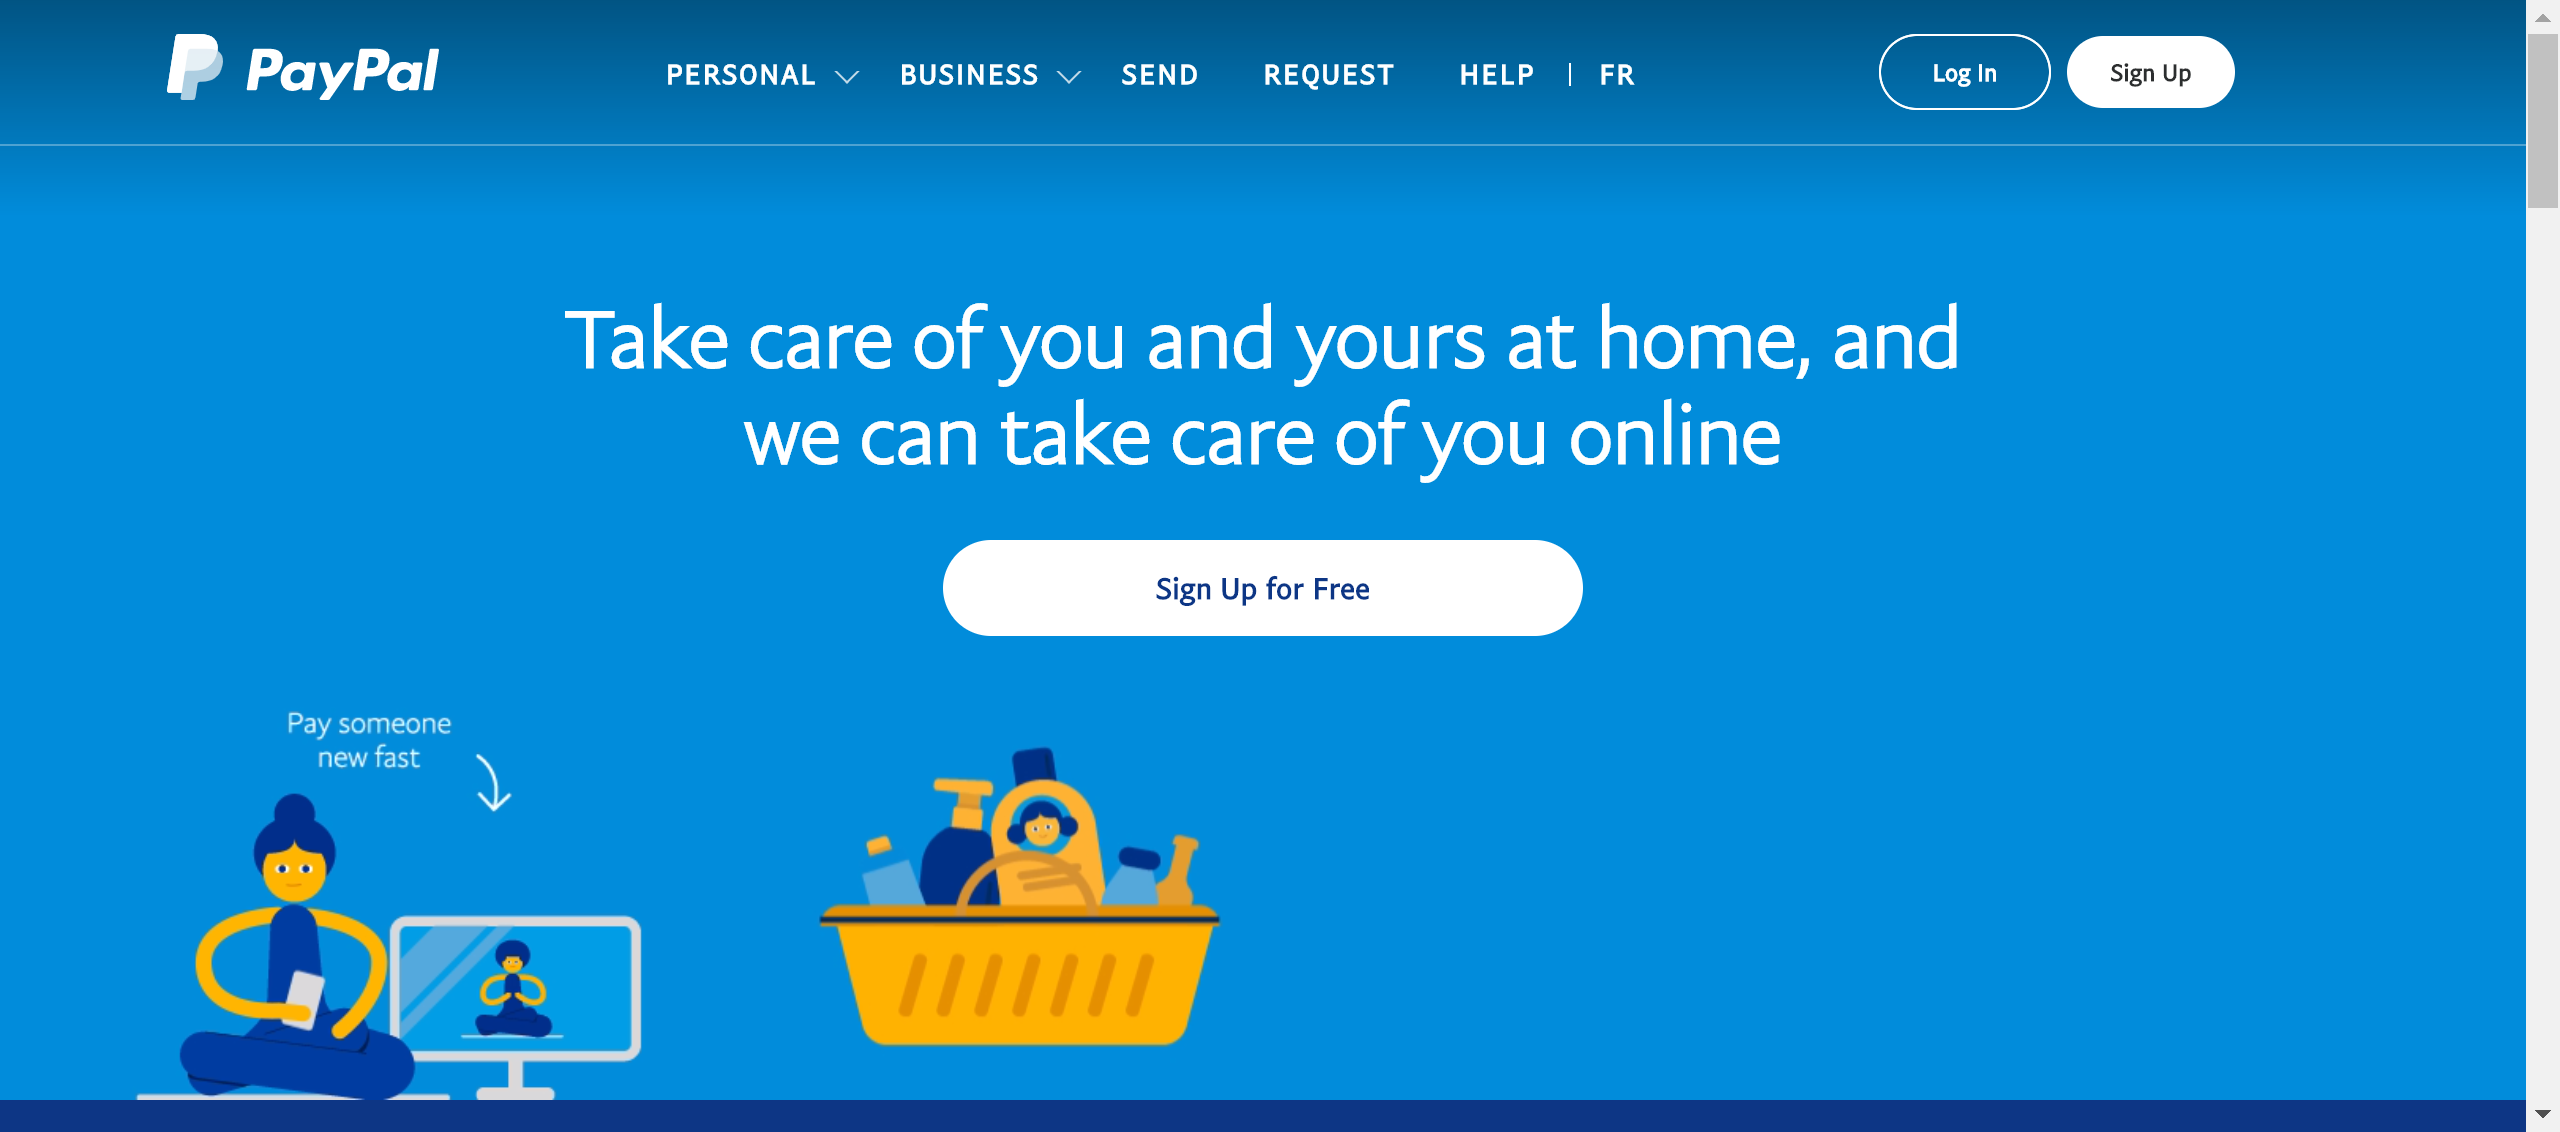 PayPal
PERSONAL
BUSINESS
SEND
REQUEST
HELP
FR
Log In
Sign Up
Take care of you and yours at home, and
we can take care of you online
Sign Up for Free
Pay someone
new fast